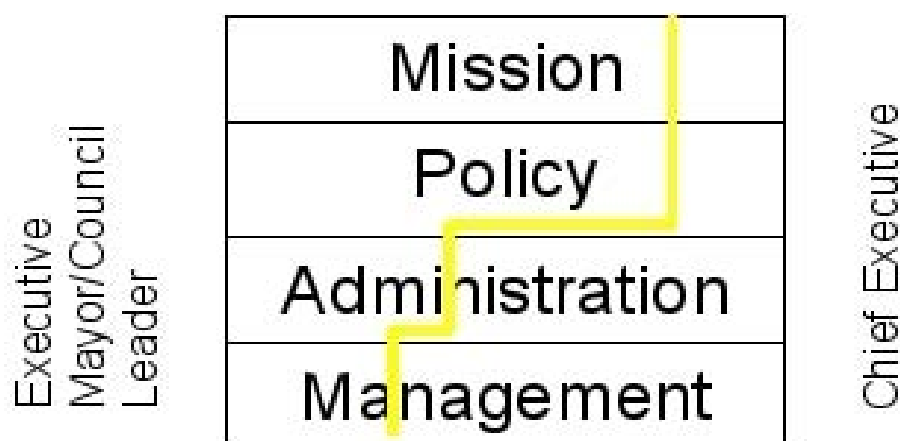 Executive
Mayor/Council
Leader
Mission
Policy
Administration
Management
Chief Executive